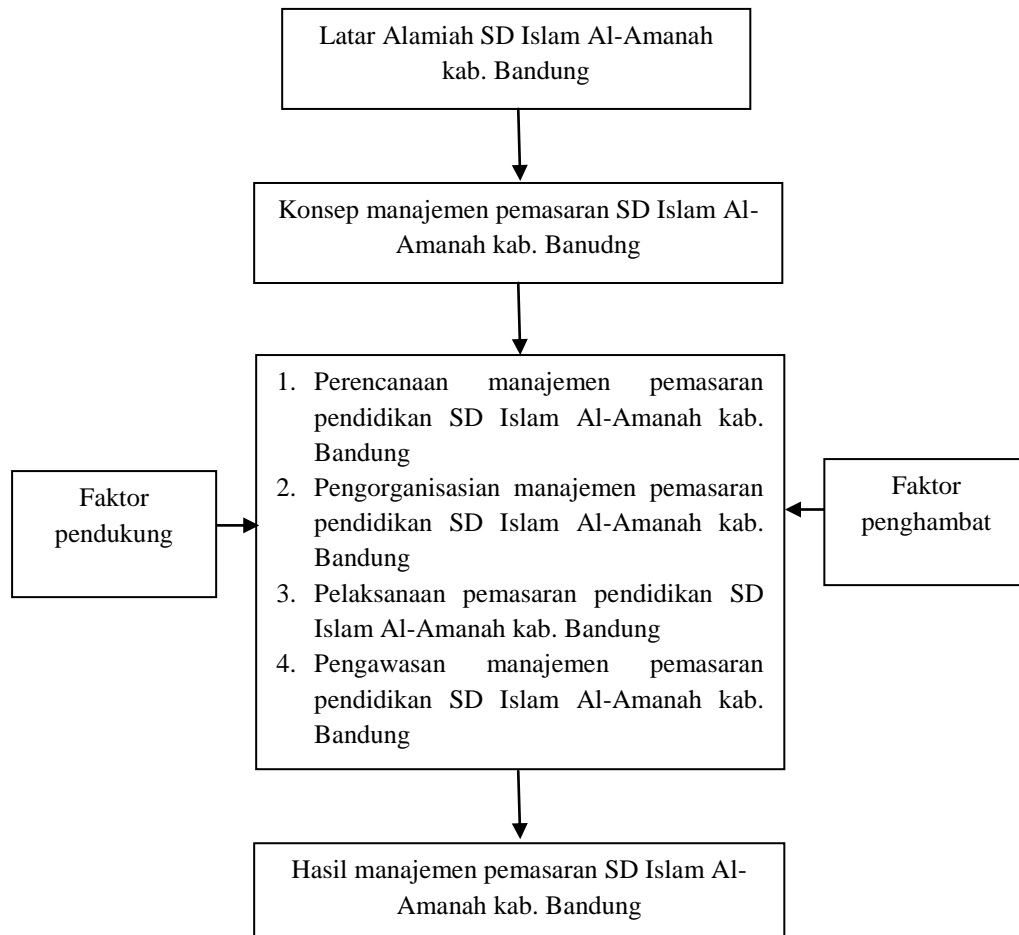 Latar Alamiah SD Islam Al-Amanah
kab. Bandung
Konsep manajemen pemasaran SD Islam Al-
Amanah kab. Banudng
1. Perencanaan manajemen pemasaran
pendidikan SD Islam Al-Amanah kab.
Bandung
2. Pengorganisasian manajemen pemasaran
pendidikan SD Islam Al-Amanah kab.
Bandung
3. Pelaksanaan pemasaran pendidikan SD
Islam Al-Amanah kab. Bandung
4. Pengawasan manajemen pemasaran
pendidikan SD Islam Al-Amanah kab.
Bandung
Faktor
pendukung
Faktor
penghambat
Hasil manajemen pemasaran SD Islam Al-
Amanah kab. Bandung